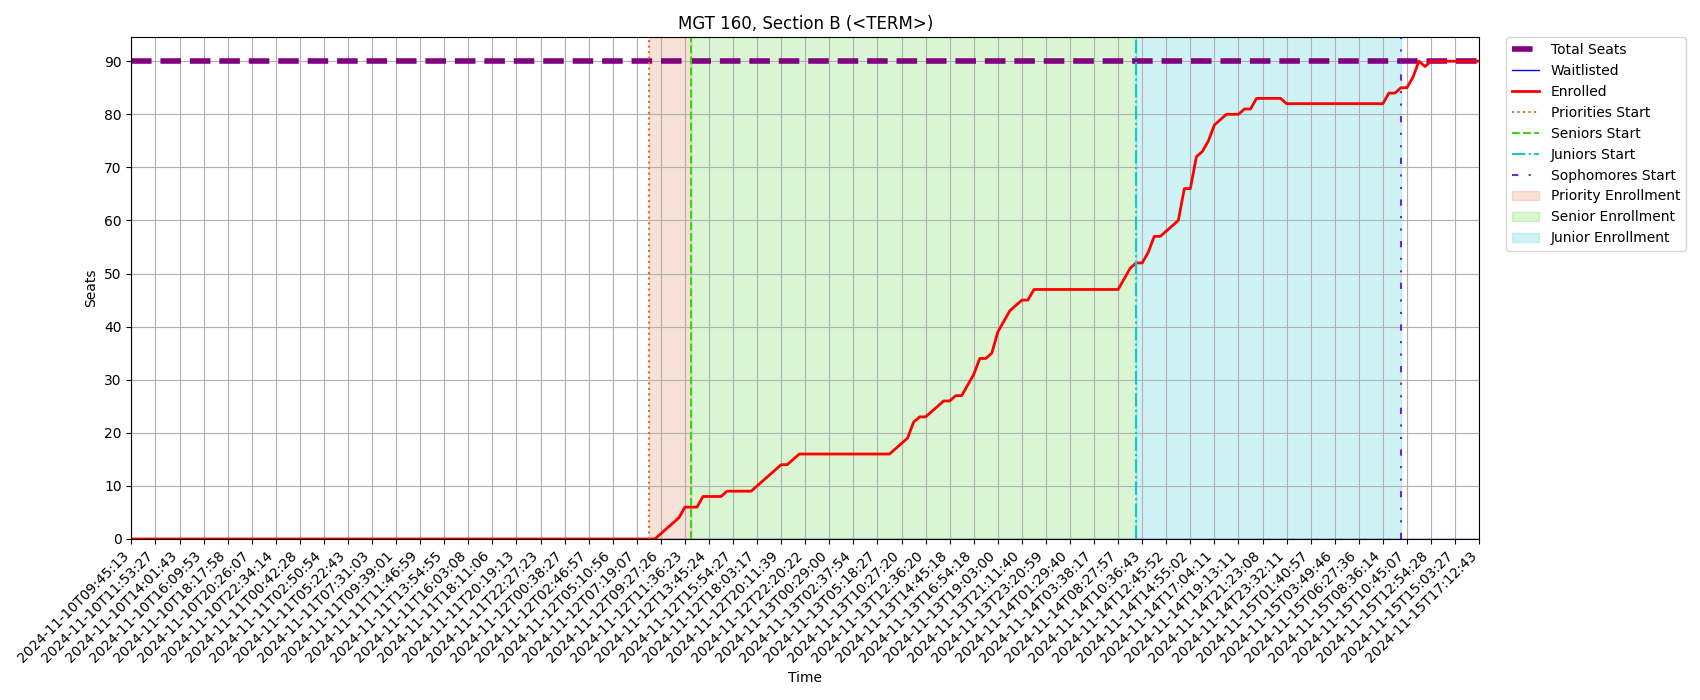 MGT 160, Section B (<TERM>)
Total Seats
Waitlisted
Enrolled
Priorities Start
Seniors Start
Juniors Start
Sophomores Start
Priority Enrollment
Senior Enrollment
Junior Enrollment
Seats
90
80
70
60
50
40
30
20
10
0
2024-11-10T09:45:13
2024-11-10T11:53:27
2024-11-10T14:01:43
2024-11-10T16:09:53
2024-11-10T18:17:58
2024-11-10T20:26:07
2024-11-10T22:34:14
2024-11-11T00:42:28
2024-11-11T02:50:54
2024-11-11T05:22:43
2024-11-11T07:31:03
2024-11-11T09:39:01
2024-11-11T11:46:59
2024-11-11T13:54:55
2024-11-11T16:03:08
2024-11-11T18:11:06
2024-11-11T20:19:13
2024-11-11T22:27:23
2024-11-12T00:38:27
2024-11-12T02:46:57
2024-11-12T05:10:56
2024-11-12T07:19:07
2024-11-12T09:27:26
2024-11-12T11:36:23
2024-11-12T13:45:24
2024-11-12T15:54:27
2024-11-12T18:03:17
2024-11-12T20:11:39
2024-11-12T22:20:22
2024-11-13T00:29:00
2024-11-13T02:37:54
2024-11-13T05:18:27
2024-11-13T10:27:20
2024-11-13T12:36:20
2024-11-13T14:45:18
2024-11-13T16:54:18
2024-11-13T19:03:00
2024-11-13T21:11:40
2024-11-13T23:20:59
2024-11-14T01:29:40
2024-11-14T03:38:17
2024-11-14T08:27:57
2024-11-14T10:36:43
2024-11-14T12:45:52
2024-11-14T14:55:02
2024-11-14T17:04:11
2024-11-14T19:13:11
2024-11-14T21:23:08
2024-11-14T23:32:11
2024-11-15T01:40:57
2024-11-15T03:49:46
2024-11-15T06:27:36
2024-11-15T08:36:14
2024-11-15T10:45:07
2024-11-15T12:54:28
2024-11-15T15:03:27
2024-11-15T17:12:43
Time